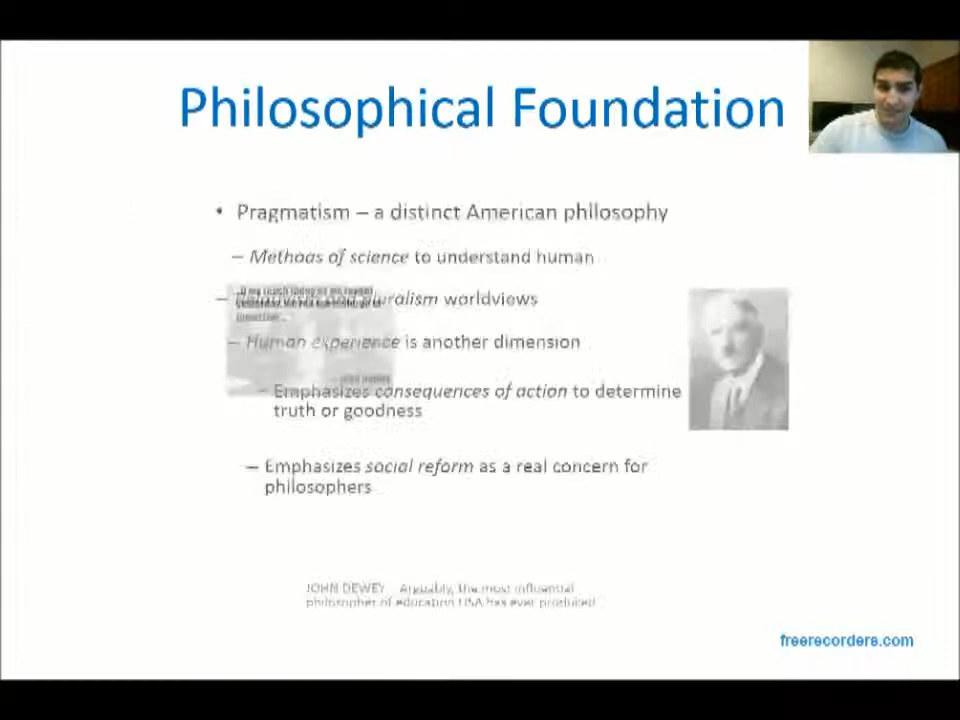 Philosophical Foundation
• Pragmatism – a distinct American philosophy
– Methods of science to understand human
– pluralism worldviews
– Human experience is another dimension
– Emphasizes consequences of action to determine
truth or goodness
– Emphasizes social reform as a real concern for
philosophers
JOHN DEWEY Arguably, the most influential
philosopher of education USA has ever produced
freerecorders.com